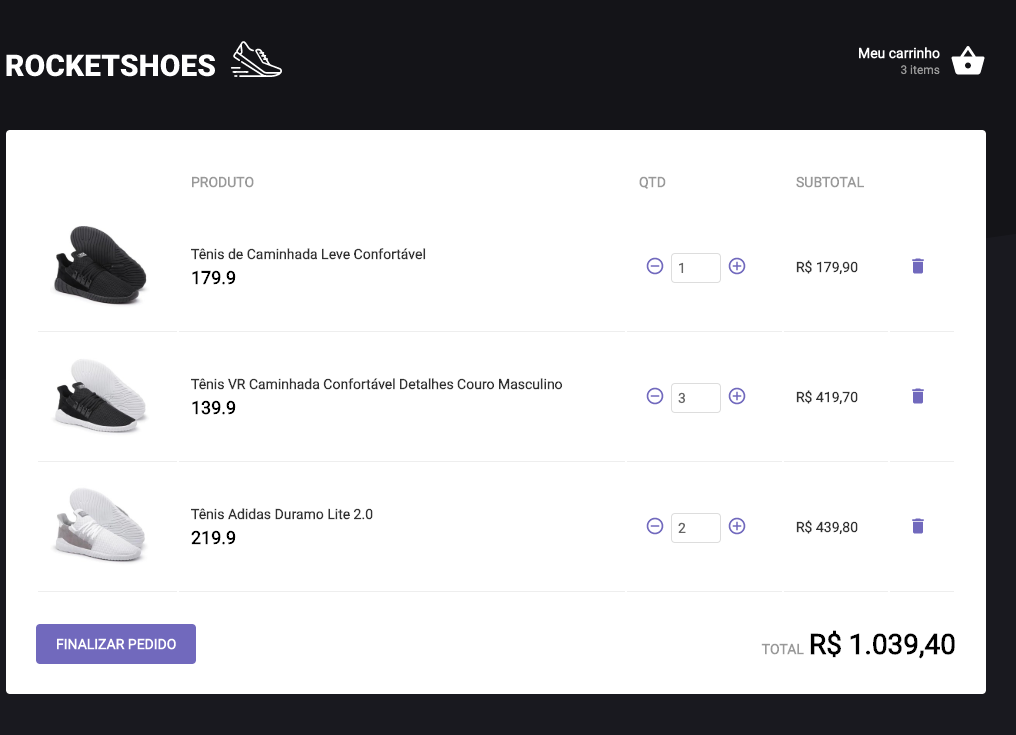 ROCKETSHOES
Meu carrinho
3 items
PRODUTO QTD SUBTOTAL
Tênis de Caminhada Leve Confortável
179.9
1
R$ 179,90
Tênis VR Caminhada Confortável Detalhes Couro Masculino
139.9
3
R$ 419,70
Tênis Adidas Duramo Lite 2.0
219.9
2
R$ 439,80
FINALIZAR PEDIDO
TOTAL R$ 1.039,40